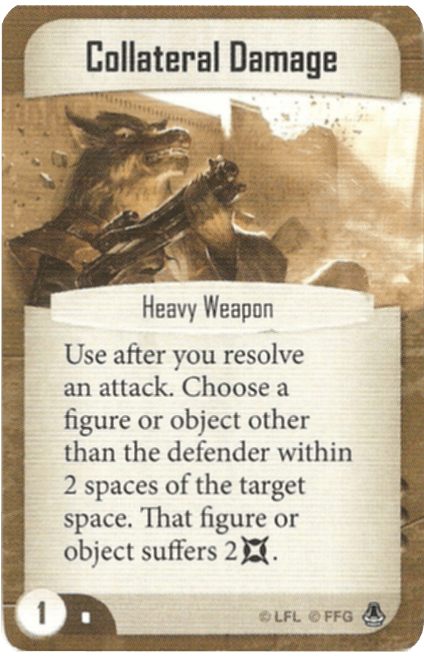 Collateral Damage
Heavy Weapon
Use after you resolve
an attack. Choose a
figure or object other
than the defender within
2 spaces of the target
space. That figure or
object suffers 2.
1
© LFL © FFG